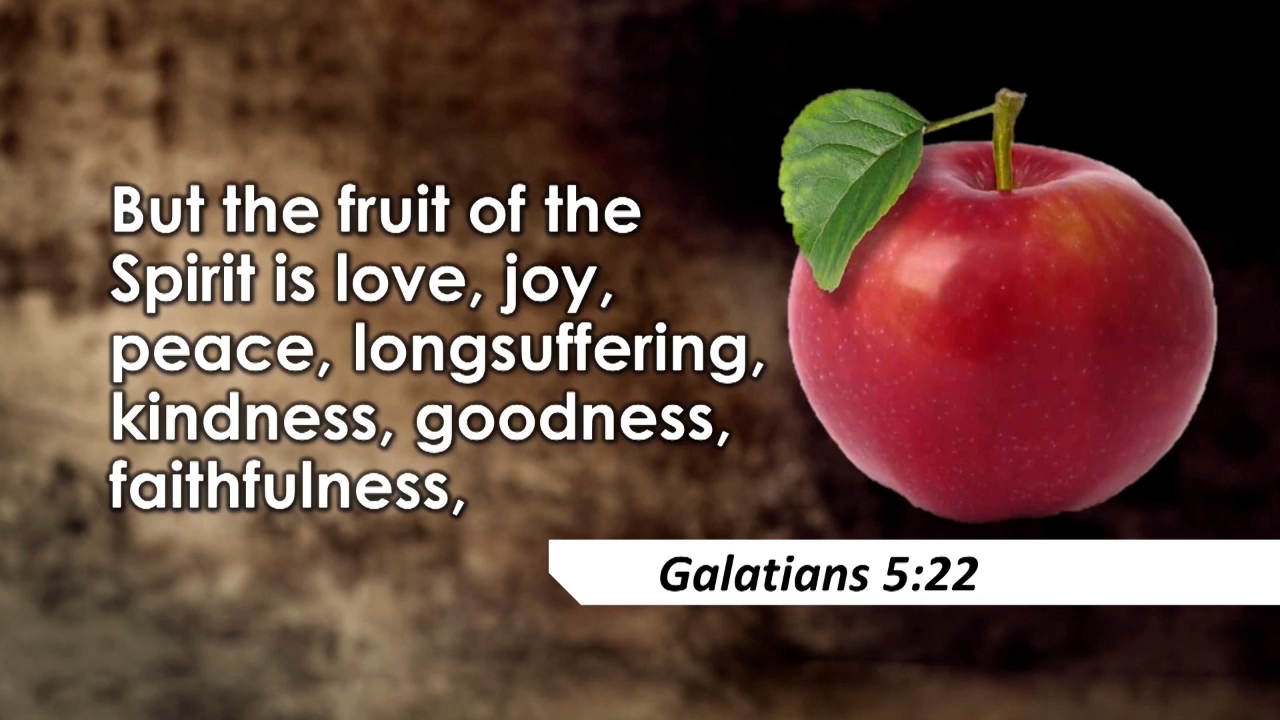 But the fruit of the
Spirit is love, joy,
peace, longsuffering,
kindness, goodness,
faithfulness,
Galatians 5:22